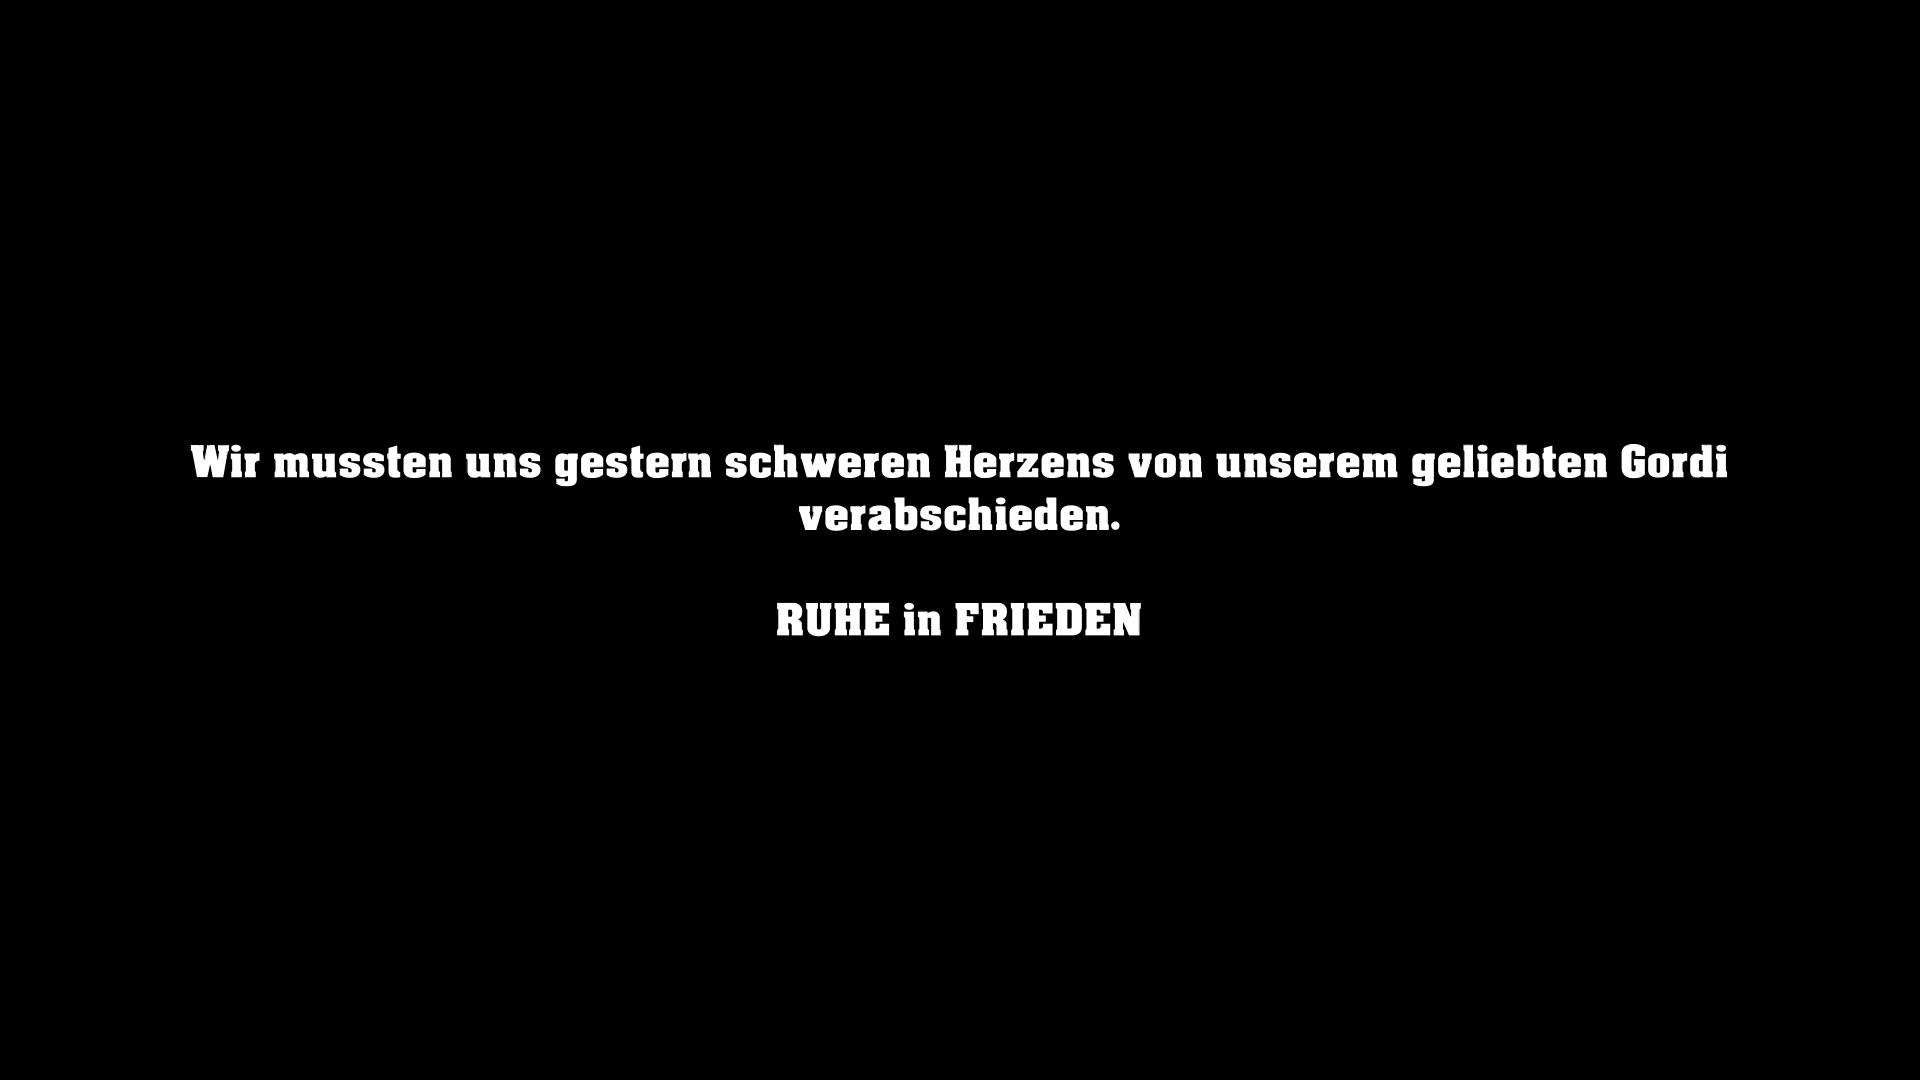 Wir mussten uns gestern schweren Herzens von unserem geliebten Gordi
verabschieden.
RUHE in FRIEDEN